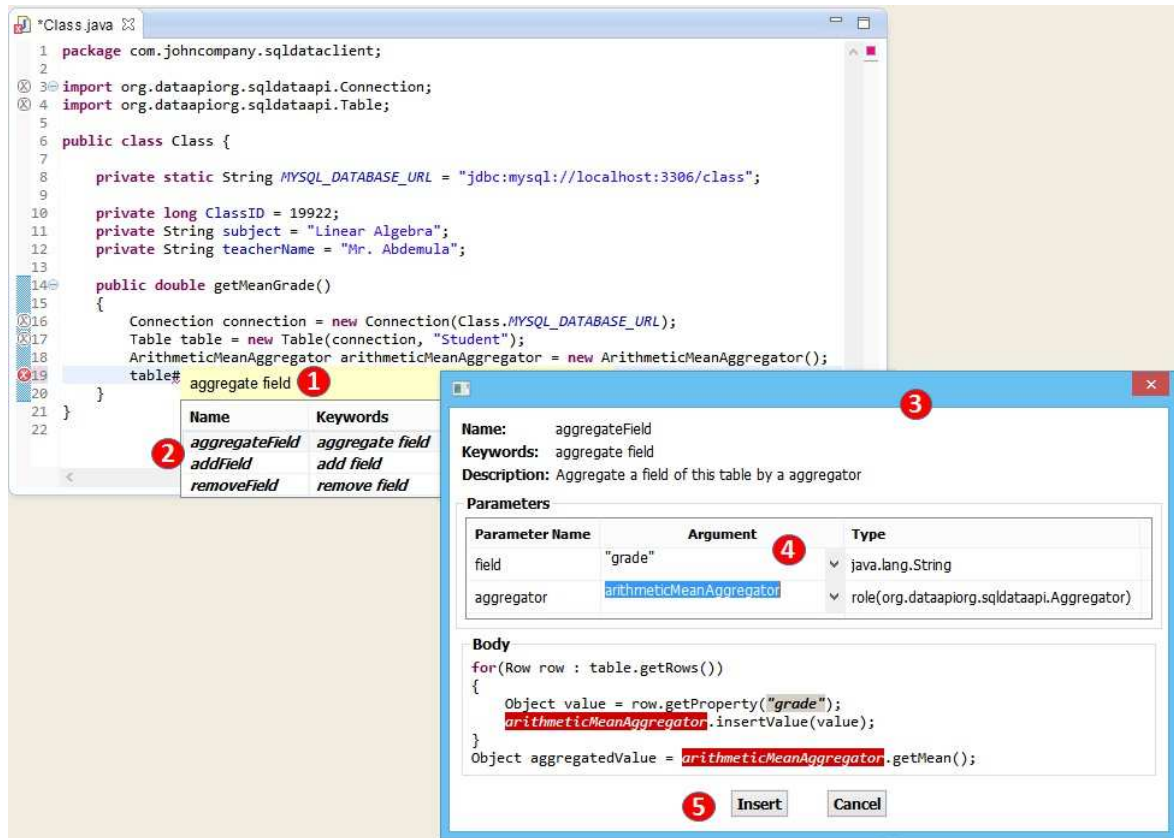 *Class.java
1 package com.johncompany.sqldataclient;
2
3 import org.dataapiorg.sqldataapi.Connection;
4 import org.dataapiorg.sqldataapi.Table;
5
6 public class Class {
7
8 private static String MYSQL_DATABASE_URL = "jdbc:mysql://localhost:3306/class";
9
10 private long ClassID = 19922;
11 private String subject = "Linear Algebra";
12 private String teacherName = "Mr. Abdemula";
13
14 public double getMeanGrade()
15 {
16 Connection connection = new Connection(Class.MYSQL_DATABASE_URL);
17 Table table = new Table(connection, "Student");
18 ArithmeticMeanAggregator arithmeticMeanAggregator = new ArithmeticMeanAggregator();
19 table#
20 }
21 }
22
aggregate field 1
Name Keywords
2
aggregateField aggregate field
addField add field
removeField remove field
3
Name: aggregateField
Keywords: aggregate field
Description: Aggregate a field of this table by a aggregator
Parameters
Parameter Name Argument Type
4
field "grade" java.lang.String
aggregator arithmeticMeanAggregator role(org.dataapiorg.sqldataapi.Aggregator)
Body
for(Row row : table.getRows())
{
Object value = row.getProperty("grade");
arithmeticMeanAggregator.insertValue(value);
}
Object aggregatedValue = arithmeticMeanAggregator.getMean();
5 Insert Cancel